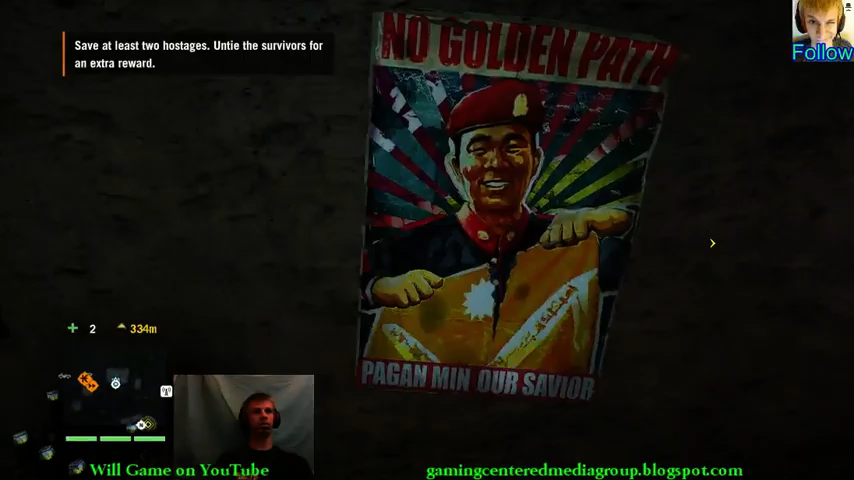 Save at least two hostages. Untie the survivors for
an extra reward.
NO GOLDEN PATH
Follow
2
334m
PAGAN MIN OUR SAVIOR
Will Game on YouTube
gamingcenteredmediagroup.blogspot.com